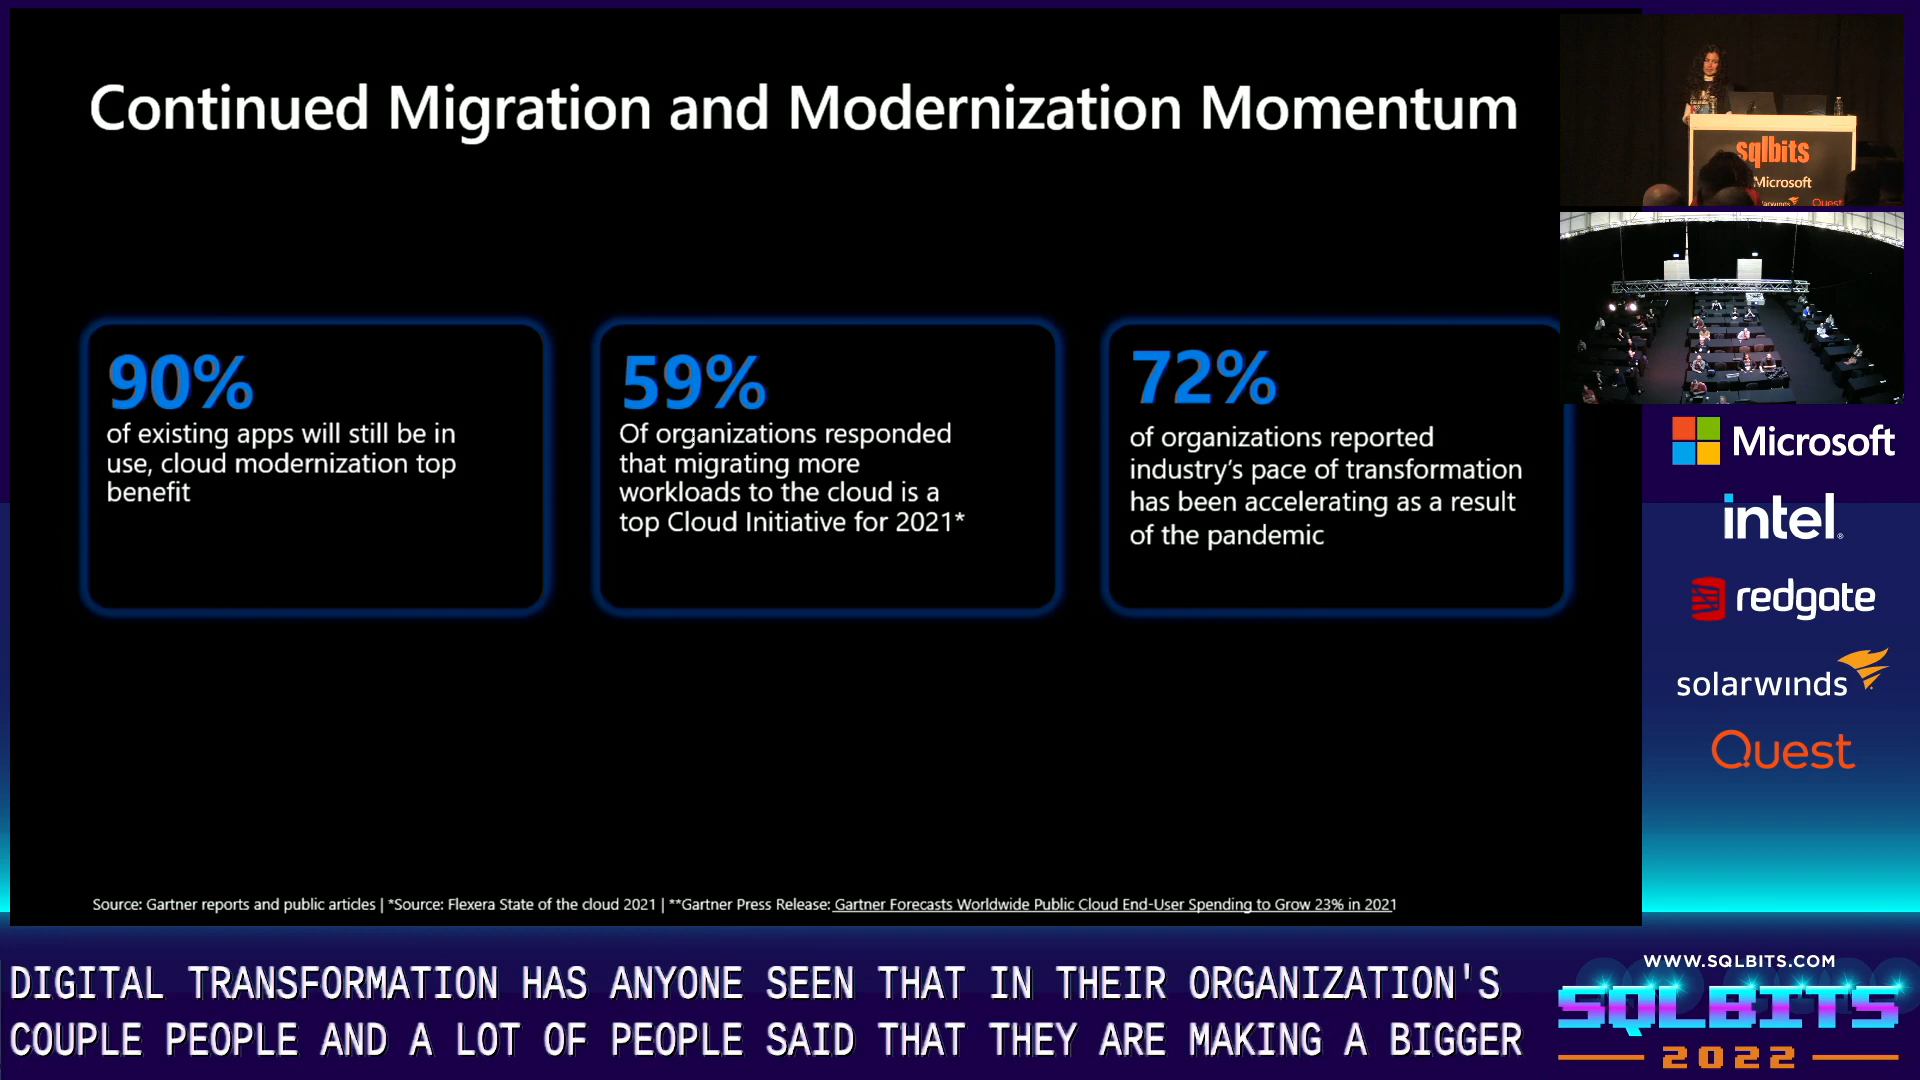 Continued Migration and Modernization Momentum
90%
of existing apps will still be in
use, cloud modernization top
benefit
59%
Of organizations responded
that migrating more
workloads to the cloud is a
top Cloud Initiative for 2021*
72%
of organizations reported
industry's pace of transformation
has been accelerating as a result
of the pandemic
Source: Gartner reports and public articles | *Source: Flexera State of the cloud 2021 | **Gartner Press Release: Gartner Forecasts Worldwide Public Cloud End-User Spending to Grow 23% in 2021
sqlbits
Microsoft
Quest
Microsoft
intel
redgate
solarwinds
Quest
DIGITAL TRANSFORMATION HAS ANYONE SEEN THAT IN THEIR ORGANIZATION'S
COUPLE PEOPLE AND A LOT OF PEOPLE SAID THAT THEY ARE MAKING A BIGGER
WWW.SQLBITS.COM
SQLBITS
2022